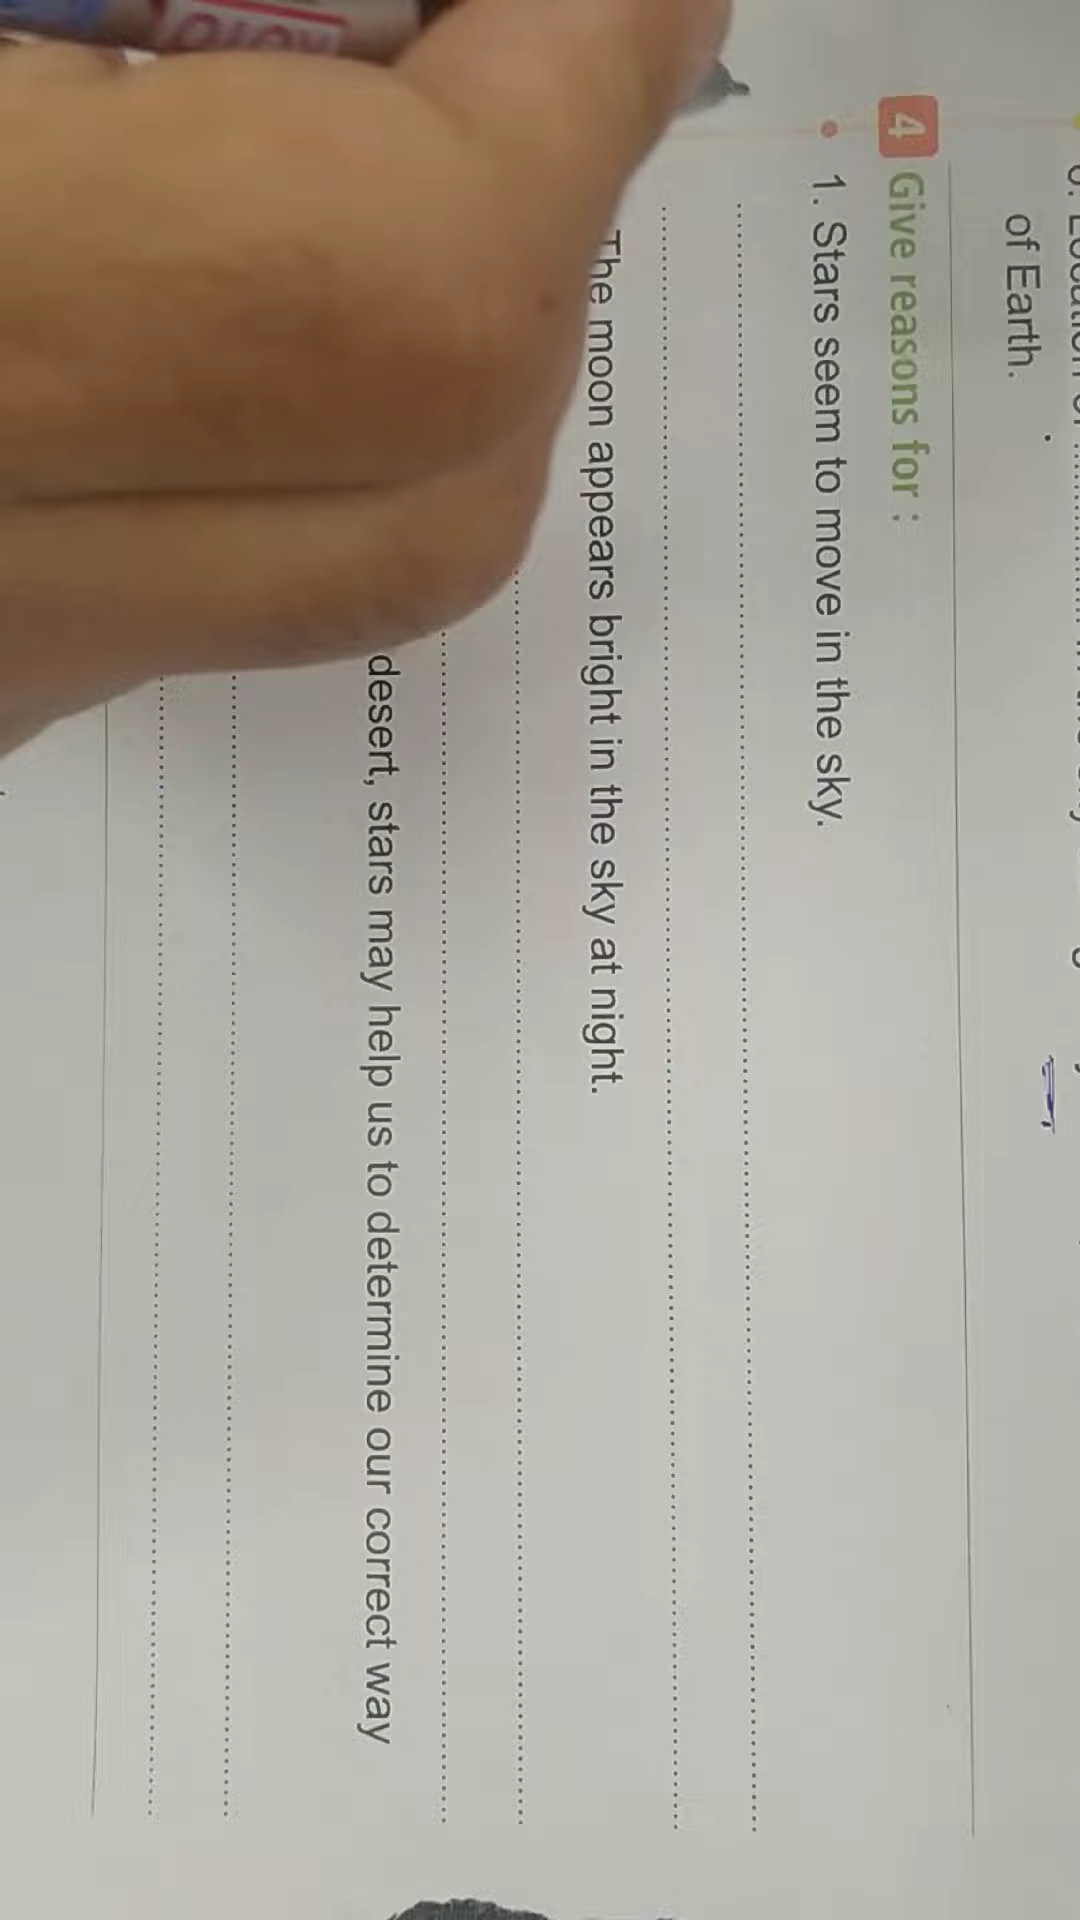 of Earth.
4 Give reasons for :
1. Stars seem to move in the sky.
The moon appears bright in the sky at night.
desert, stars may help us to determine our correct way